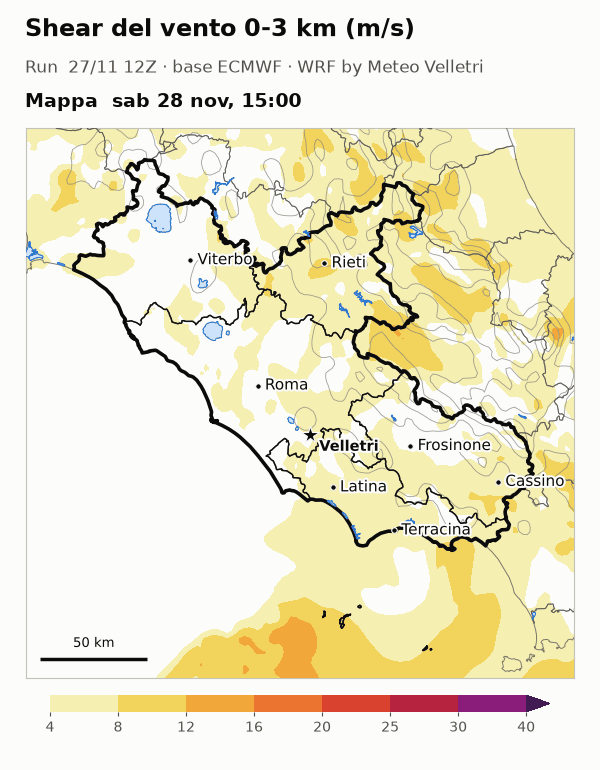 Shear del vento 0-3 km (m/s)
Run  27/11 12Z · base ECMWF · WRF by Meteo Velletri
Mappa  sab 28 nov, 15:00
Viterbo
Rieti
Roma
Velletri
Frosinone
Latina
Cassino
Terracina
50 km
4 8 12 16 20 25 30 40